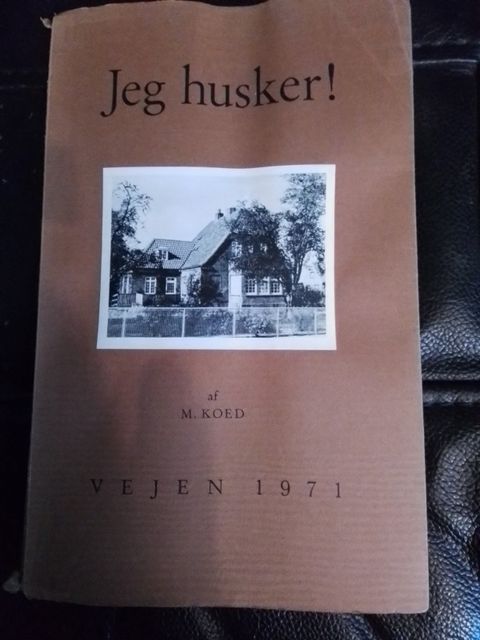 Jeg husker!
af
M. KOED
VEJEN 1971